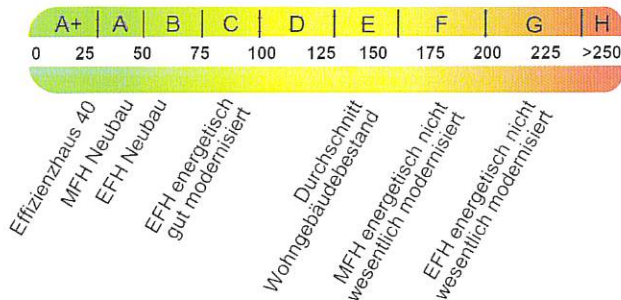 A+ A B C D E F G H
0 25 50 75 100 125 150 175 200 225 >250
Effizienzhaus 40
MFH Neubau
EFH Neubau
EFH energetisch
gut modernisiert
Durchschnitt
Wohngebäudebestand
MFH energetisch nicht
wesentlich modernisiert
EFH energetisch nicht
wesentlich modernisiert